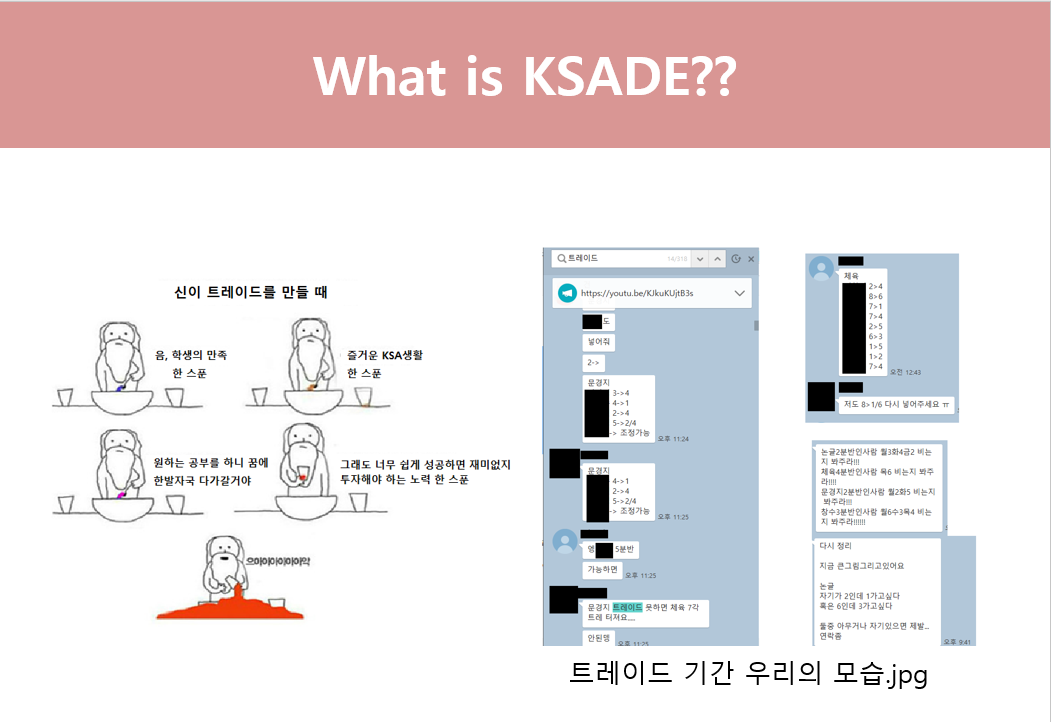 What is KSADE??
신이 트레이드를 만들 때
음, 학생의 만족
한 스푼
즐거운 KSA생활
한 스푼
원하는 공부를 하니 꿈에
한발자국 다가갈거야
그래도 너무 쉽게 성공하면 재미없지
투자해야 하는 노력 한 스푼
으아아아아아아악
트레이드
14/318
https://youtu.be/KJkuKUjtB3s
도
넣어줘
2->
문경지
3->4
4->1
2->4
5->2/4
-> 조정가능
오후 11:24
문경지
4->1
2->4
5->2/4
-> 조정가능
오후 11:25
5분반
가능하면
오후 11:25
문경지 트레이드 못하면 체육 7각
트레 터져요....
안된댕
오후 11:25
체육
2>4
8>6
7>1
7>4
2>5
6>3
1>5
1>2
7>4
오전 12:43
저도 8>1/6 다시 넣어주세요 ㅠ
논글2분반인사람 월3화4금2 비는
지 봐주라!!!
체육4분반인사람 목6 비는지 봐주
라!!!!
문경지2분반인사람 월2화5 비는지
봐주라!!!
창수3분반인사람 월6수3목4 비는
지 봐주라!!!!!!
다시 정리
지금 큰그림그리고있어요
논글
자기가 2인데 1가고싶다
혹은 6인데 3가고싶다
둘중 아무거나 자기있으면 제발...
연락좀
오후 9:41
트레이드 기간 우리의 모습.jpg